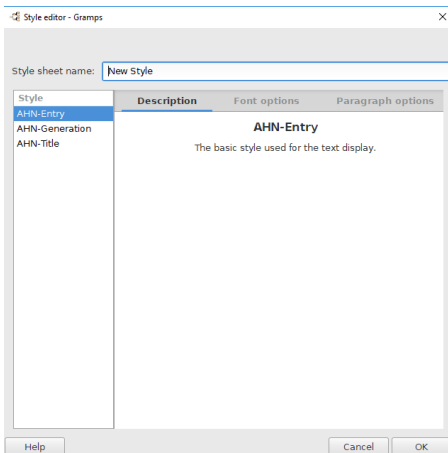 Style editor - Gramps
Style sheet name: New Style
Style
AHN-Entry
AHN-Generation
AHN-Title
Description Font options Paragraph options
AHN-Entry
The basic style used for the text display.
Help Cancel OK